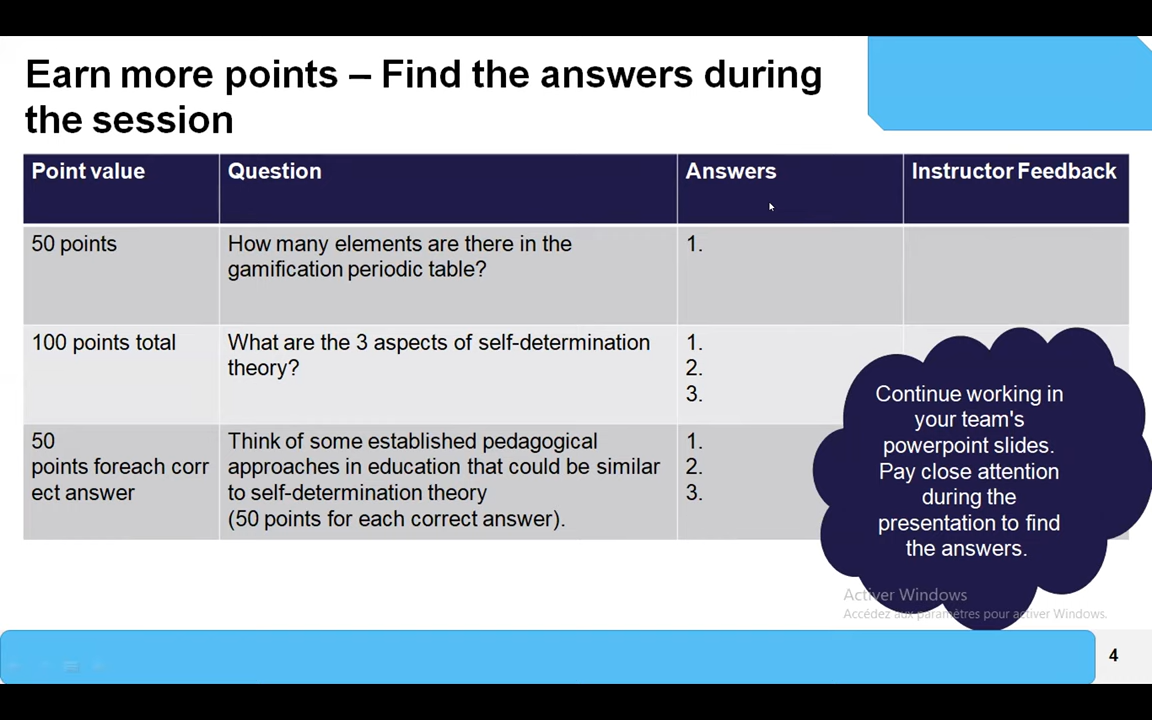 Earn more points – Find the answers during
the session
Point value
Question
Answers
Instructor Feedback
50 points
How many elements are there in the
gamification periodic table?
1.
100 points total
What are the 3 aspects of self-determination
theory?
1.
2.
3.
50
points foreach corr
ect answer
Think of some established pedagogical
approaches in education that could be similar
to self-determination theory
(50 points for each correct answer).
1.
2.
3.
Continue working in
your team's
powerpoint slides.
Pay close attention
during the
presentation to find
the answers.
Activer Windows
Accédez aux paramètres pour activer Windows.
4